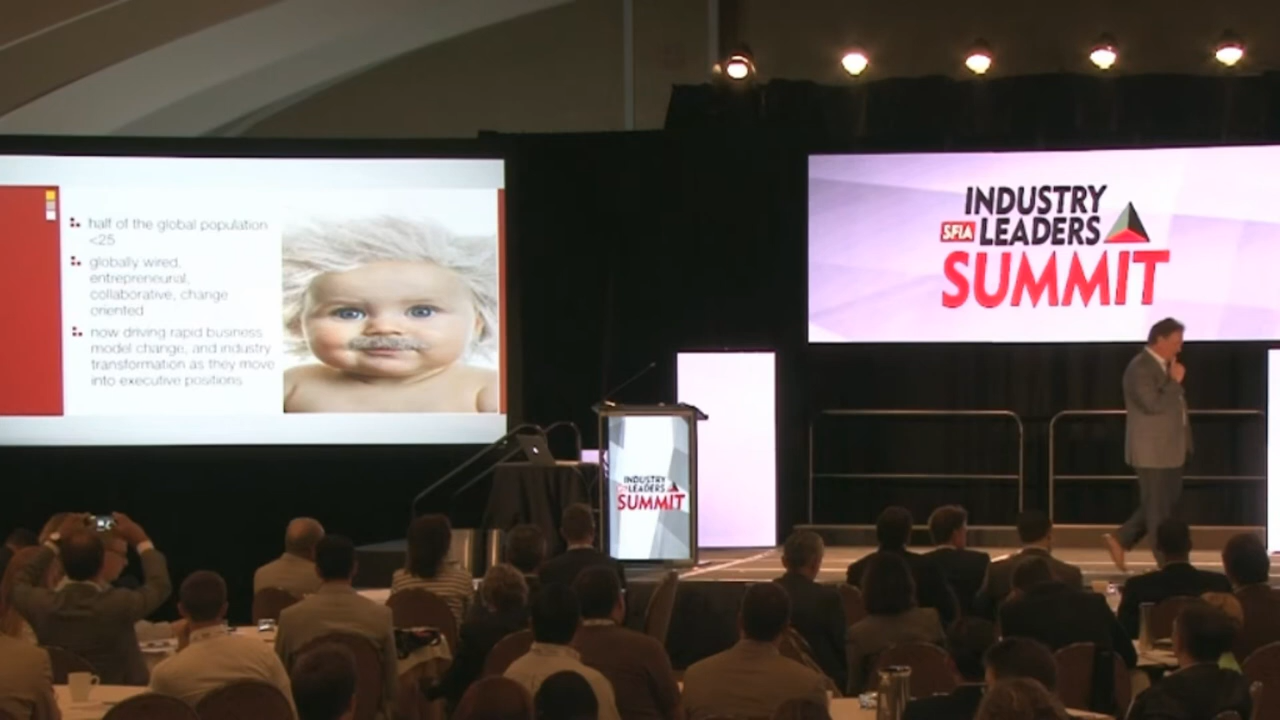 half of the global population
<25
globally wired,
entrepreneurial,
collaborative, change
oriented
now driving rapid business
model change, and industry
transformation as they move
into executive positions
INDUSTRY
SFIA LEADERS
SUMMIT
INDUSTRY
LEADERS
SUMMIT